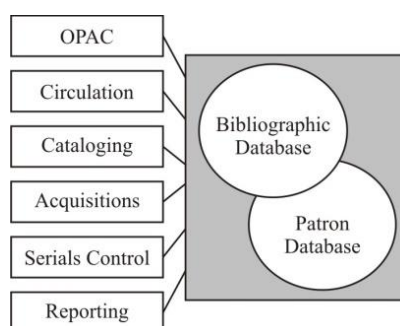 OPAC
Circulation
Cataloging
Acquisitions
Serials Control
Reporting
Bibliographic
Database
Patron
Database